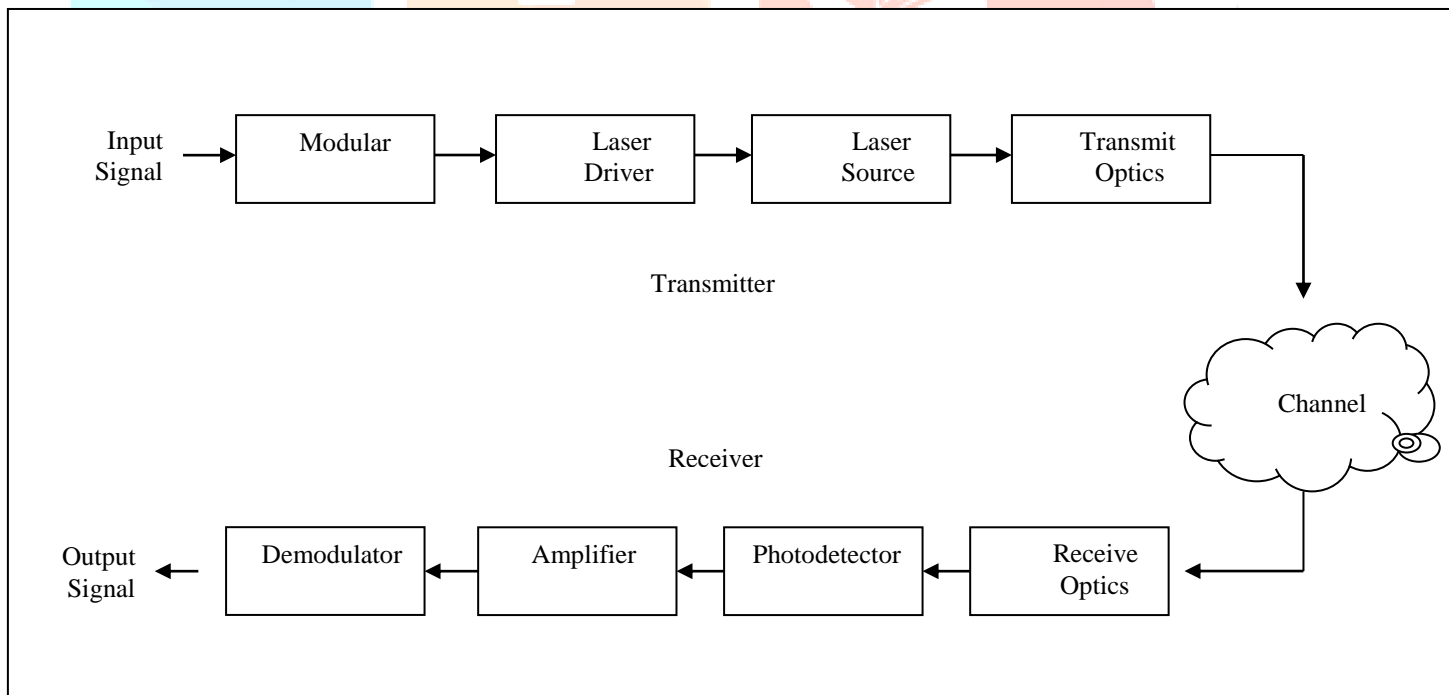 Input
Signal
Modular
Laser
Driver
Laser
Source
Transmit
Optics
Transmitter
Channel
Receiver
Output
Signal
Demodulator
Amplifier
Photodetector
Receive
Optics